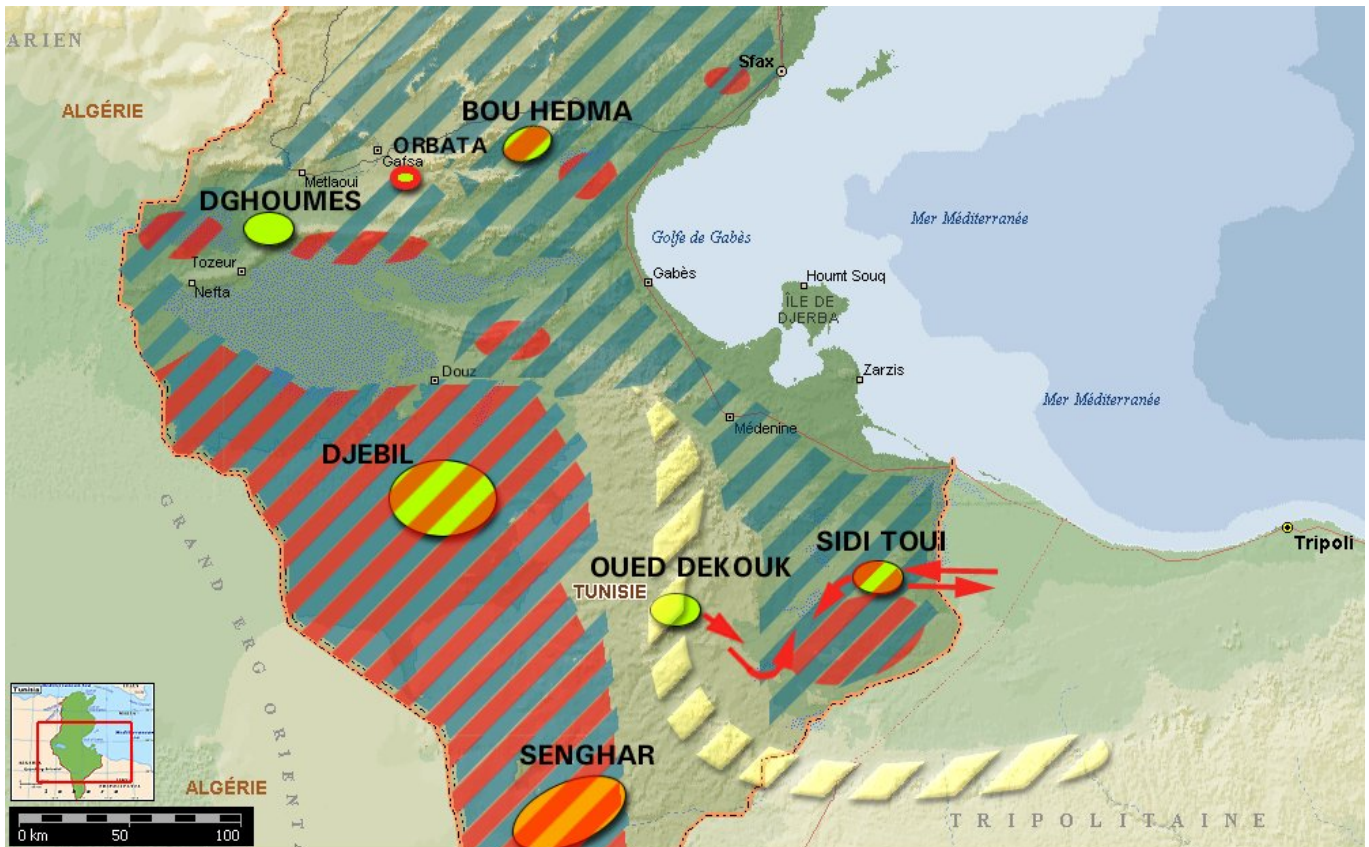 ARIEN
ALGÉRIE
Sfax
BOU HEDMA
ORBATA
Gafsa
Metlaoui
DGHOUMES
Mer Méditerranée
Golfe de Gabès
Tozeur
Gabès
Houmt Souq
Nefta
ÎLE DE
DJERBA
Douz
Zarzis
Mer Méditerranée
Médenine
DJEBIL
GRAND ERG ORIENT
SIDI TOUI
Tripoli
OUED DEKOUK
TUNISIE
Tunisia
SENGHAR
ALGÉRIE
TRIPOLITAINE
0 km 50 100